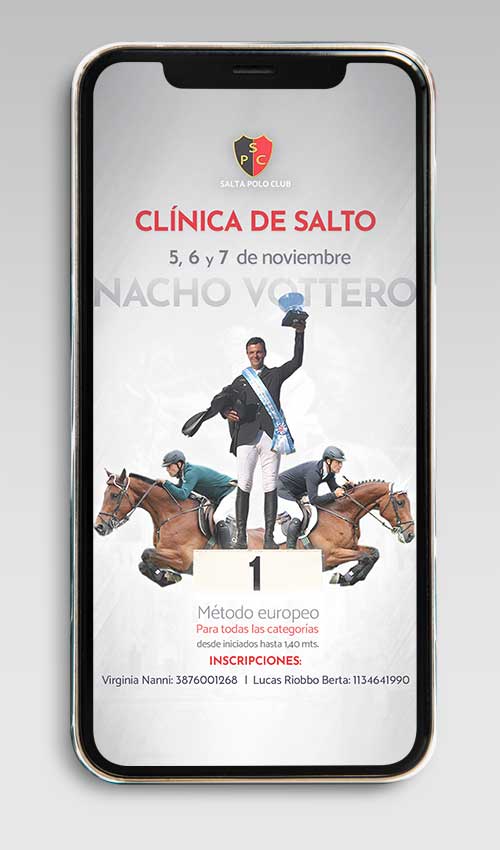 S
P C
SALTA POLO CLUB
CLÍNICA DE SALTO
5, 6 y 7 de noviembre
NACHO VOTTERO
1
Método europeo
Para todas las categorías
desde iniciados hasta 1,40 mts.
INSCRIPCIONES:
Virginia Nanni: 3876001268 | Lucas Riobbo Berta: 1134641990